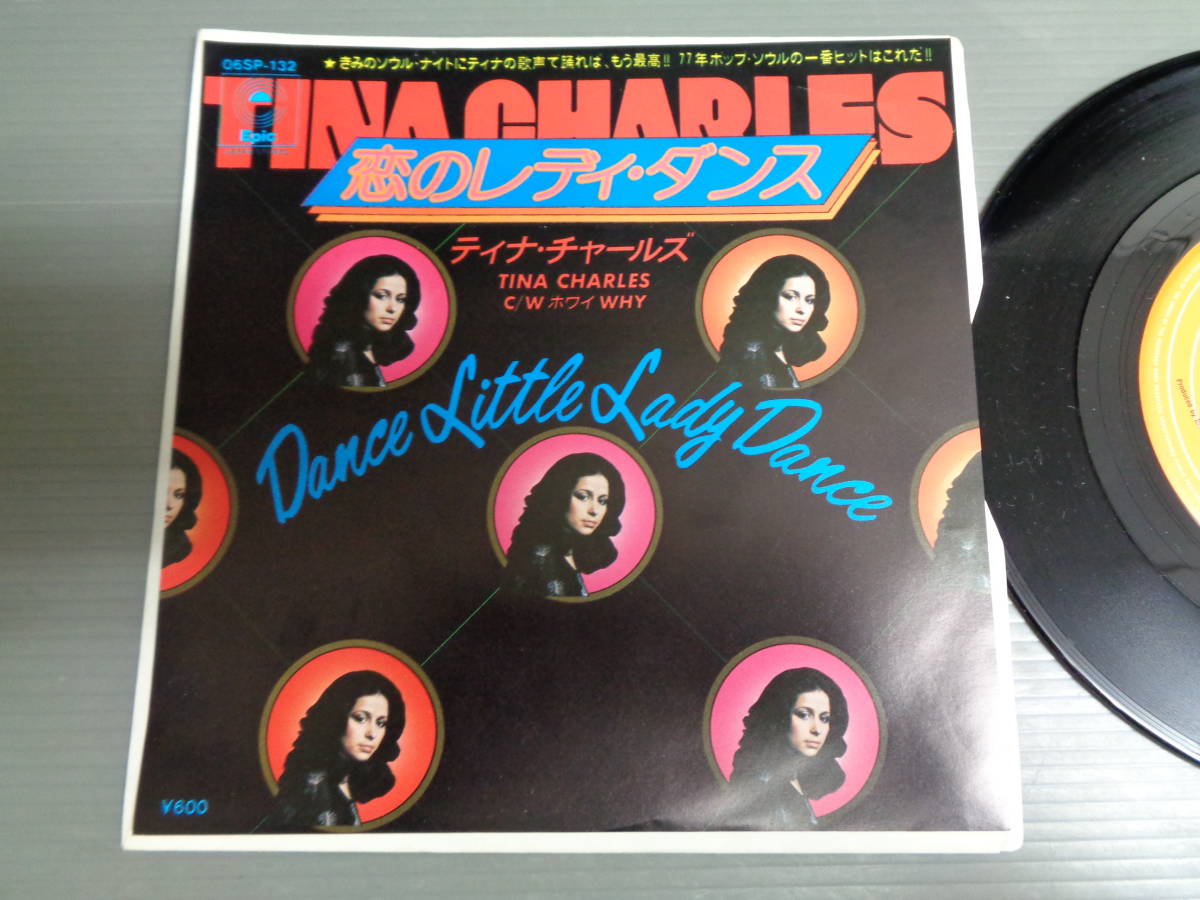 06SP-132
★きみのソウル・ナイトにティナの歌声で踊れば、もう最高!! 77年ポップ・ソウルの一番ヒットはこれだ!!
TINA CHARLES
Epic
恋のレディ・ダンス
ティナ・チャールズ
TINA CHARLES
C/W ホワイ WHY
Dance Little Lady Dance
¥600
Produced by